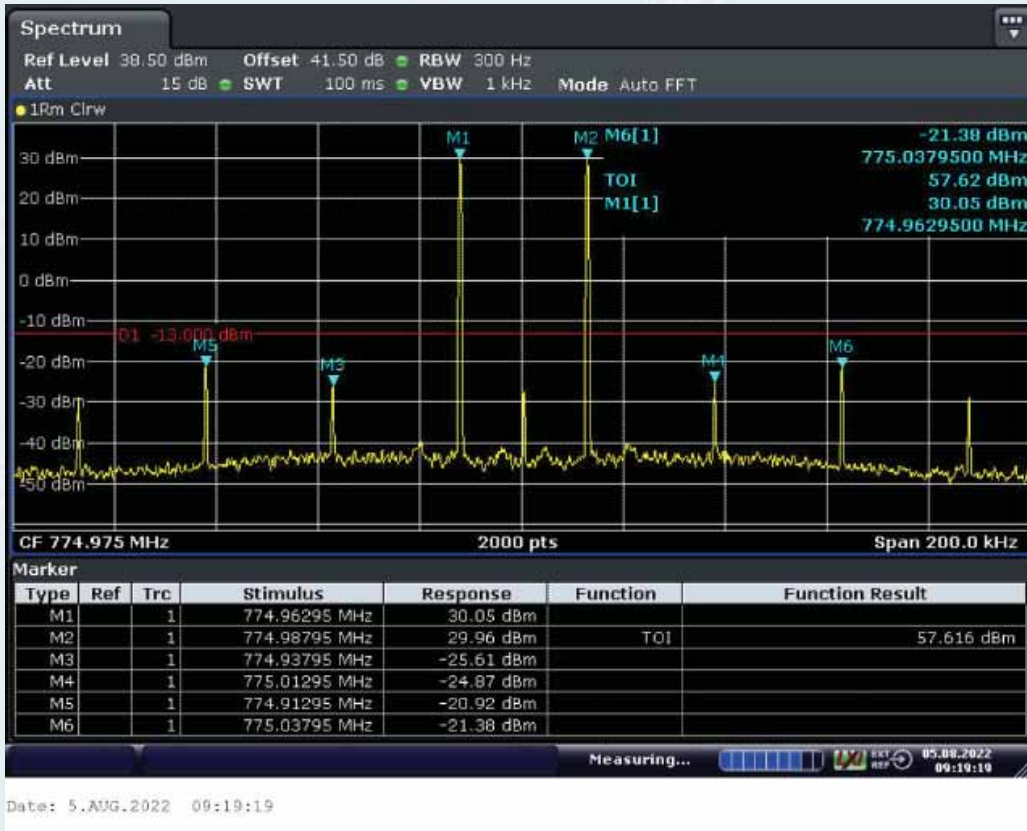 Spectrum
Ref Level 38.50 dBm Offset 41.50 dB RBW 300 Hz
Att 15 dB SWT 100 ms VBW 1 kHz Mode Auto FFT
1Rm Clrw
M1 M2 M6[1] -21.38 dBm
30 dBm 775.0379500 MHz
TOI 57.62 dBm
20 dBm M1[1] 30.05 dBm
774.9629500 MHz
10 dBm
0 dBm
-10 dBm
D1 -13.000 dBm
M5 M6
-20 dBm M3 M4
-30 dBm
-40 dBm
-50 dBm
CF 774.975 MHz 2000 pts Span 200.0 kHz
Marker
Type Ref Trc Stimulus Response Function Function Result
M1 1 774.96295 MHz 30.05 dBm
M2 1 774.98795 MHz 29.96 dBm TOI 57.616 dBm
M3 1 774.93795 MHz -25.61 dBm
M4 1 775.01295 MHz -24.87 dBm
M5 1 774.91295 MHz -20.92 dBm
M6 1 775.03795 MHz -21.38 dBm
Measuring... LXI EXT REF 05.08.2022
09:19:19
Date: 5.AUG.2022 09:19:19